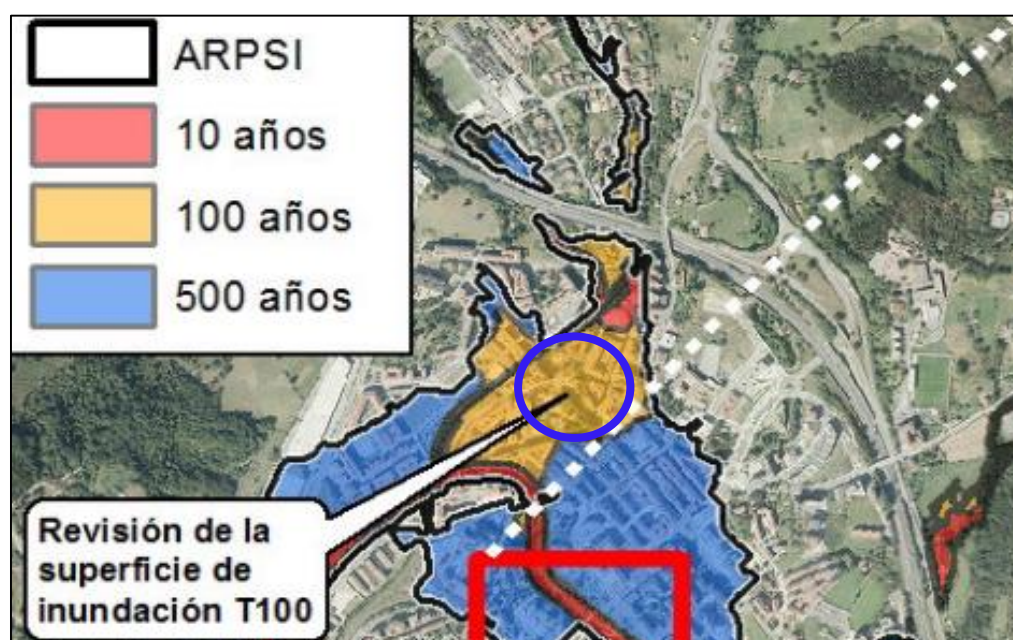 ARPSI
10 años
100 años
500 años
Revisión de la
superficie de
inundación T100